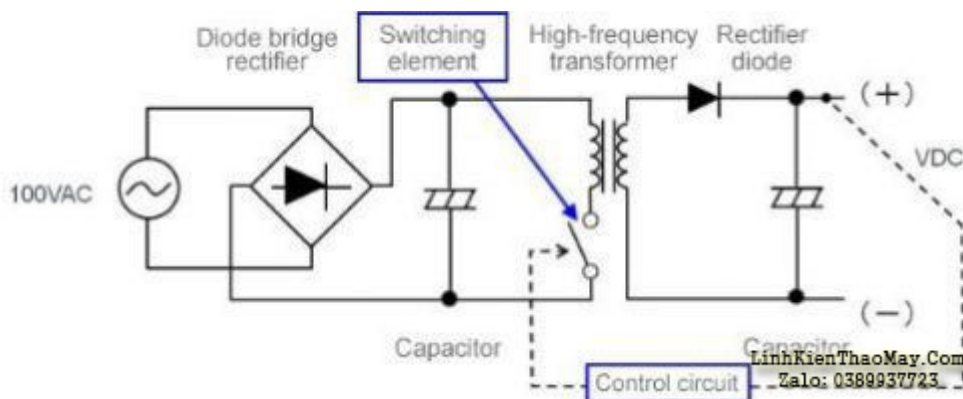 Diode bridge
rectifier
Switching
element
High-frequency
transformer
Rectifier
diode
(+)
VDC
100VAC
(−)
Capacitor
Capacitor
LinhKienThaoMay.Com
Control circuit
Zalo: 0389937723